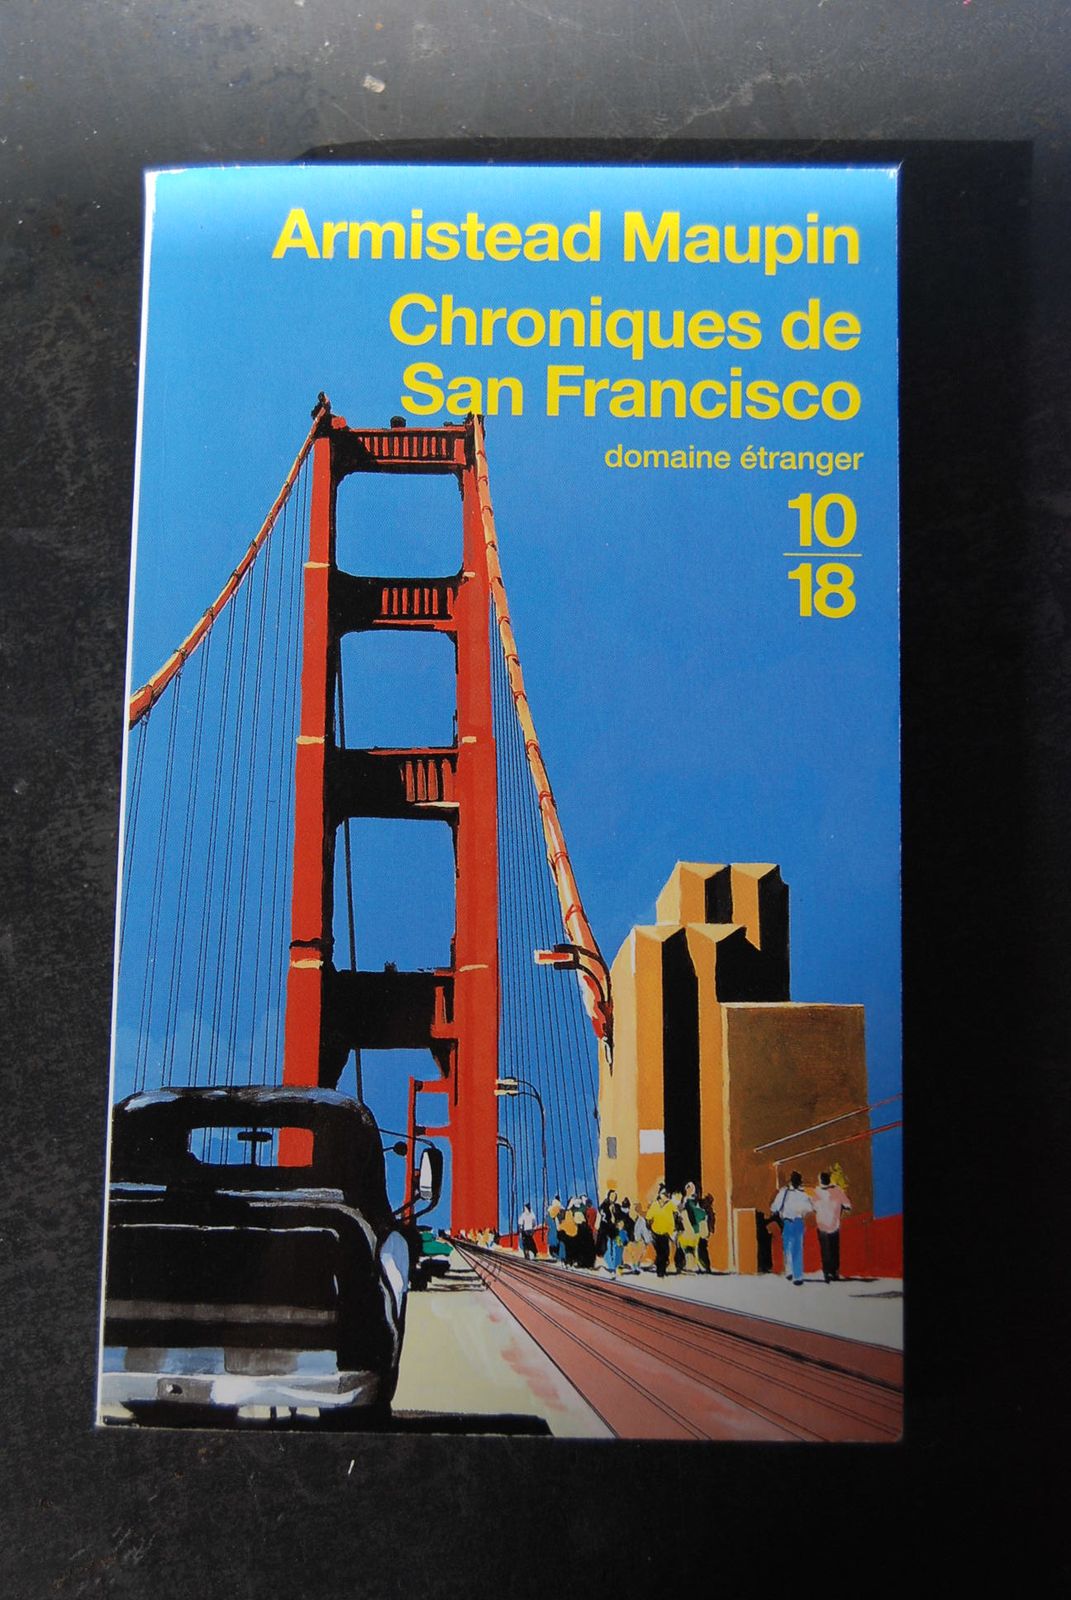 Armistead Maupin
Chroniques de
San Francisco
domaine étranger
10
18